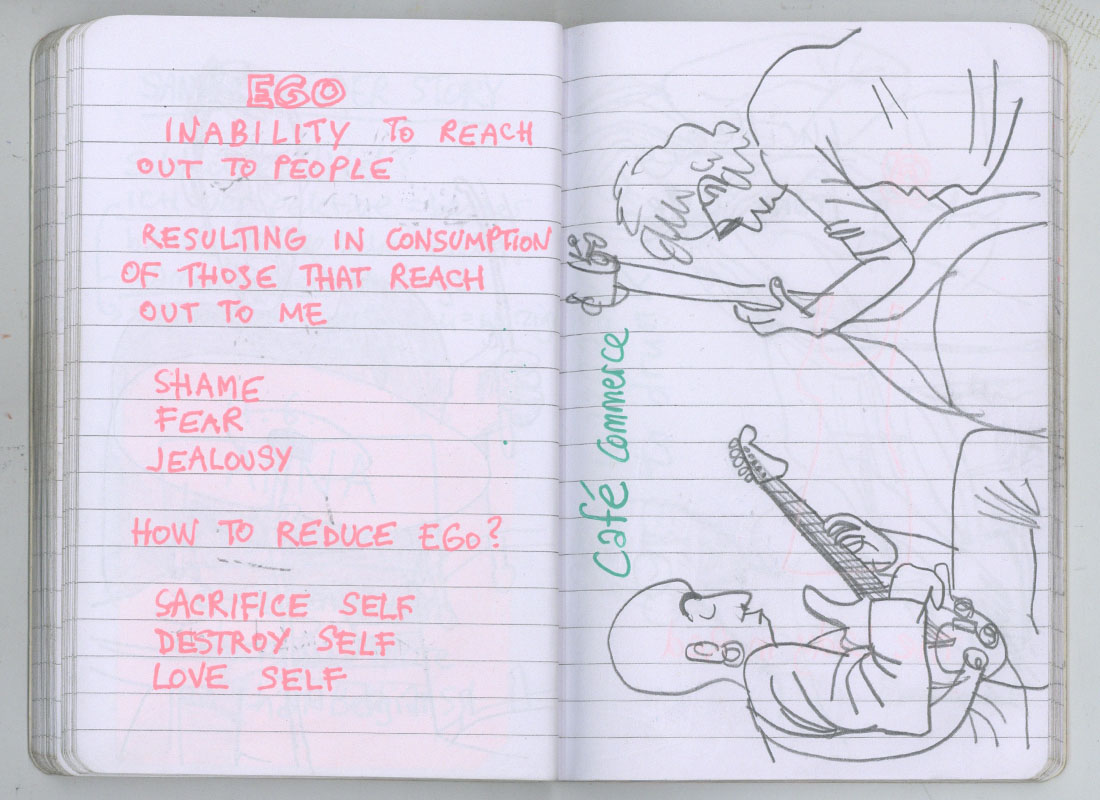 EGO
INABILITY TO REACH
OUT TO PEOPLE
RESULTING IN CONSUMPTION
OF THOSE THAT REACH
OUT TO ME
SHAME
FEAR
JEALOUSY
HOW TO REDUCE EGO?
SACRIFICE SELF
DESTROY SELF
LOVE SELF
Café commerce